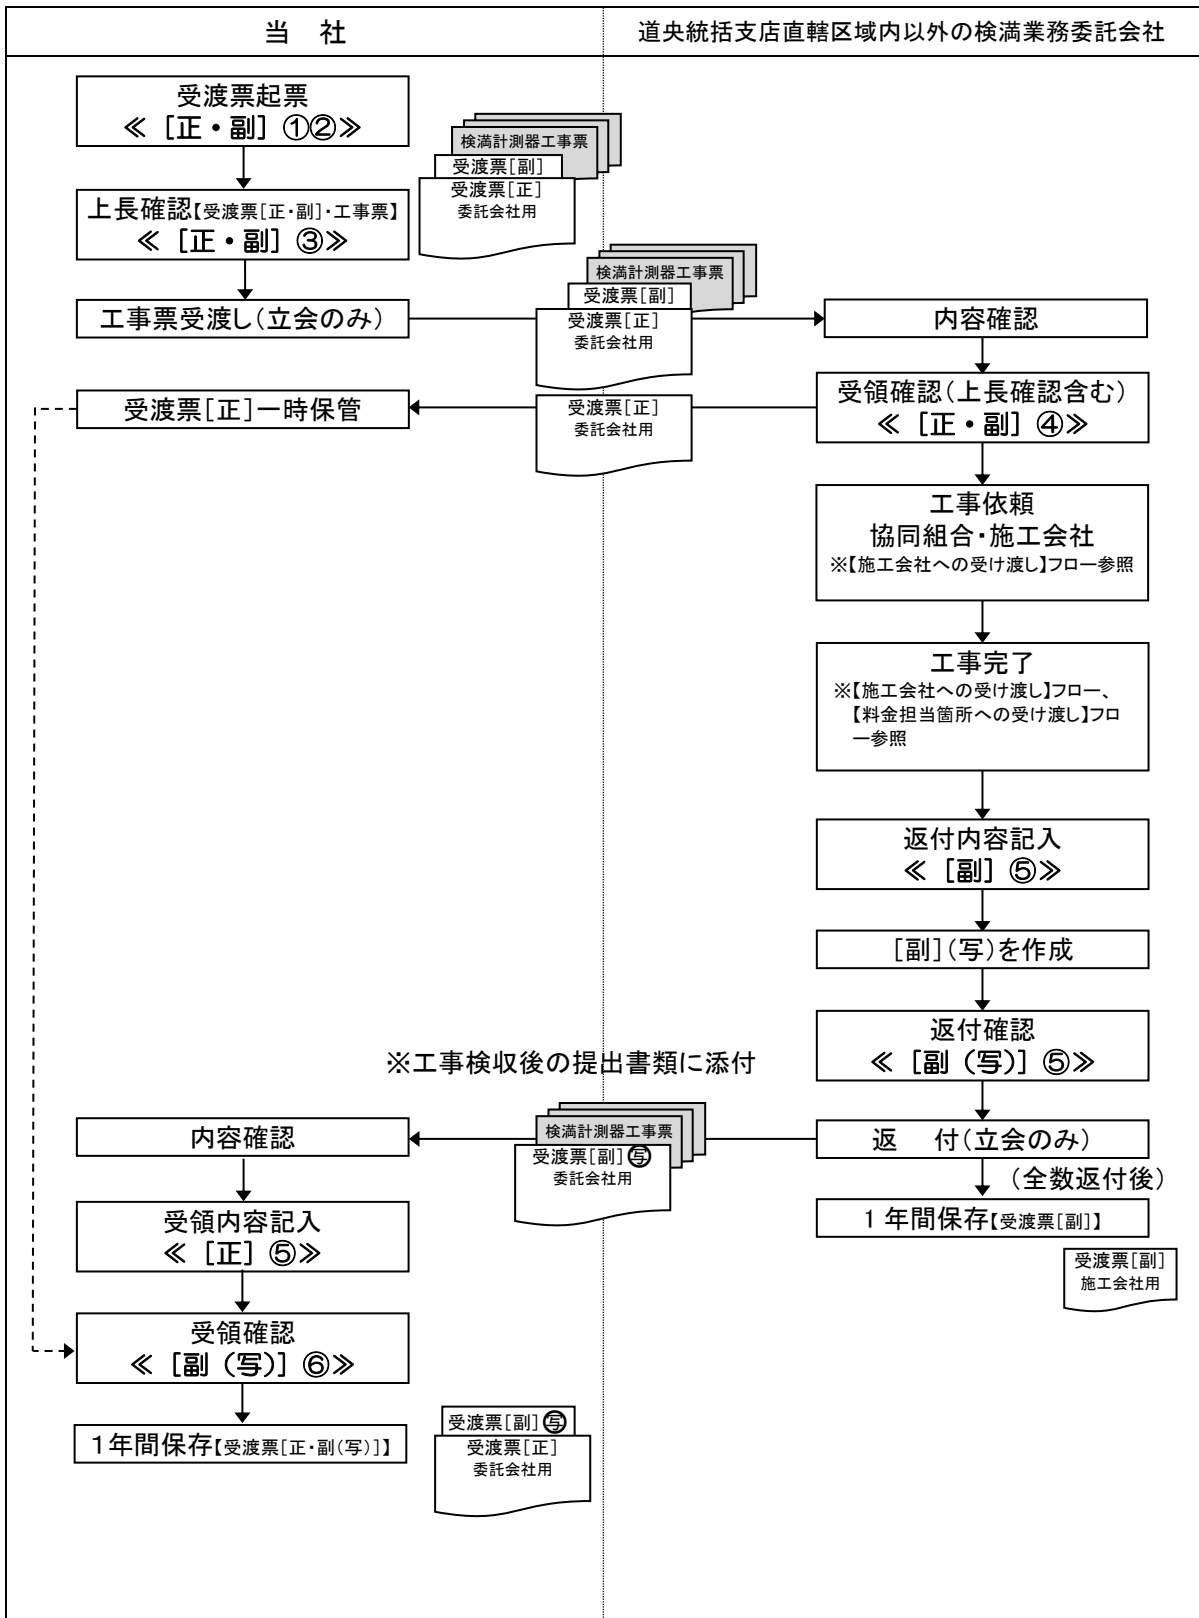 当　社
道央統括支店直轄区域内以外の検満業務委託会社
受渡票起票
≪［正・副］①②≫
検満計測器工事票
受渡票［副］
受渡票［正］
委託会社用
上長確認【受渡票［正・副］・工事票】
≪［正・副］③≫
検満計測器工事票
受渡票［副］
受渡票［正］
委託会社用
工事票受渡し（立会のみ）
内容確認
受渡票［正］一時保管
受渡票［正］
委託会社用
受領確認（上長確認含む）
≪［正・副］④≫
工事依頼
協同組合・施工会社
※【施工会社への受け渡し】フロー参照
工事完了
※【施工会社への受け渡し】フロー、
【料金担当箇所への受け渡し】フロ
ー参照
返付内容記入
≪［副］⑤≫
［副］（写）を作成
返付確認
≪［副（写）］⑤≫
※工事検収後の提出書類に添付
内容確認
検満計測器工事票
受渡票［副］㊢
委託会社用
返　付（立会のみ）
（全数返付後）
１年間保存【受渡票［副］】
受渡票［副］
施工会社用
受領内容記入
≪［正］⑤≫
受領確認
≪［副（写）］⑥≫
１年間保存【受渡票［正・副（写）］】
受渡票［副］㊢
受渡票［正］
委託会社用